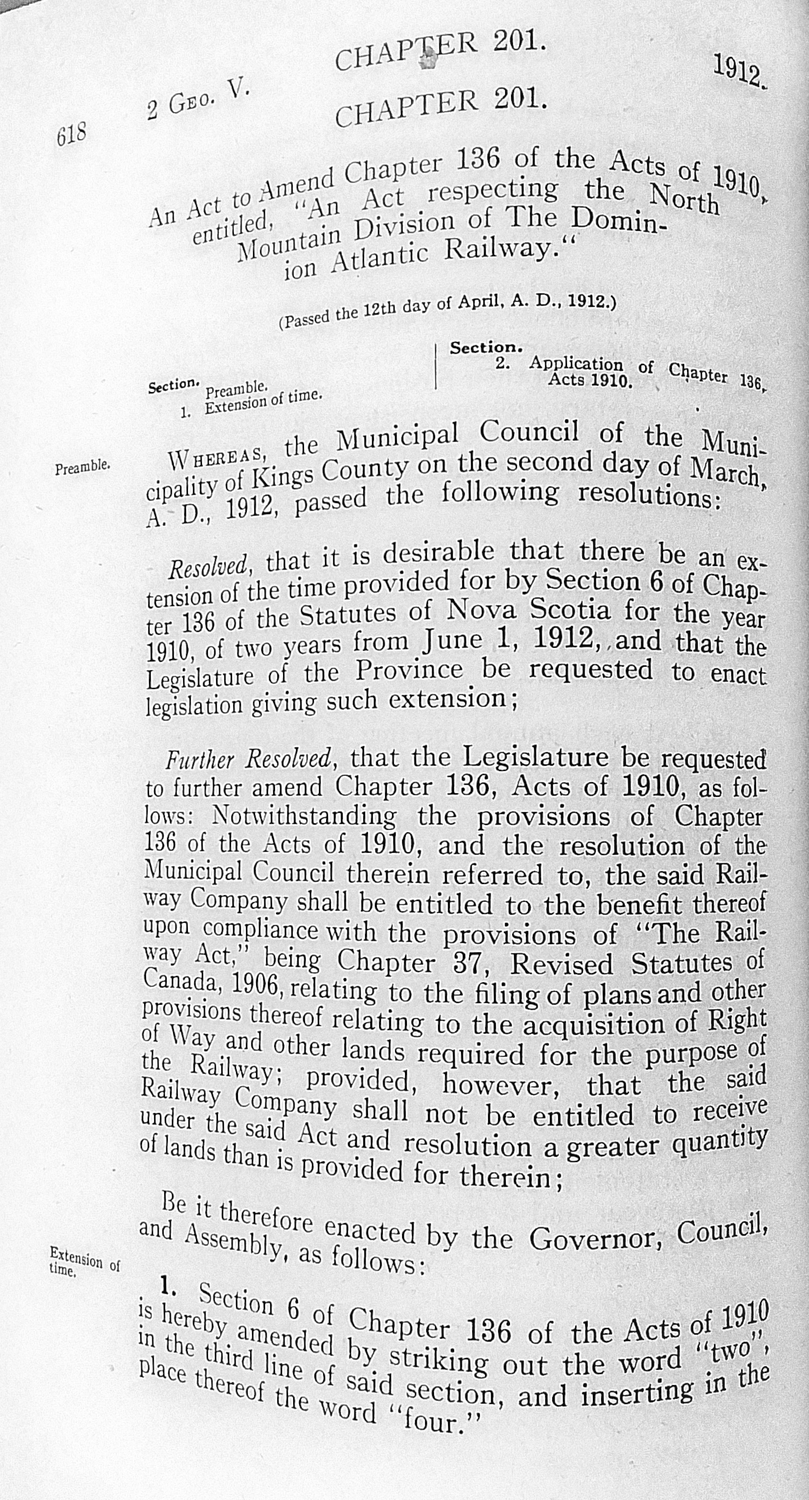 CHAPTER 201.
618 2 GEO. V. 1912.
CHAPTER 201.
An Act to Amend Chapter 136 of the Acts of 1910,
entitled, "An Act respecting the North
Mountain Division of The Domin-
ion Atlantic Railway."
(Passed the 12th day of April, A. D., 1912.)
Section.
Preamble.
1. Extension of time.
Section.
2. Application of Chapter 136,
Acts 1910.
Preamble.
WHEREAS, the Municipal Council of the Muni-
cipality of Kings County on the second day of March,
A. D., 1912, passed the following resolutions:
Resolved, that it is desirable that there be an ex-
tension of the time provided for by Section 6 of Chap-
ter 136 of the Statutes of Nova Scotia for the year
1910, of two years from June 1, 1912, and that the
Legislature of the Province be requested to enact
legislation giving such extension;
Further Resolved, that the Legislature be requested
to further amend Chapter 136, Acts of 1910, as fol-
lows: Notwithstanding the provisions of Chapter
136 of the Acts of 1910, and the resolution of the
Municipal Council therein referred to, the said Rail-
way Company shall be entitled to the benefit thereof
upon compliance with the provisions of "The Rail-
way Act," being Chapter 37, Revised Statutes of
Canada, 1906, relating to the filing of plans and other
provisions thereof relating to the acquisition of Right
of Way and other lands required for the purpose of
the Railway; provided, however, that the said
Railway Company shall not be entitled to receive
under the said Act and resolution a greater quantity
of lands than is provided for therein;
Be it therefore enacted by the Governor, Council,
and Assembly, as follows:
Extension of
time.
1. Section 6 of Chapter 136 of the Acts of 1910
is hereby amended by striking out the word "two",
in the third line of said section, and inserting in the
place thereof the word "four."